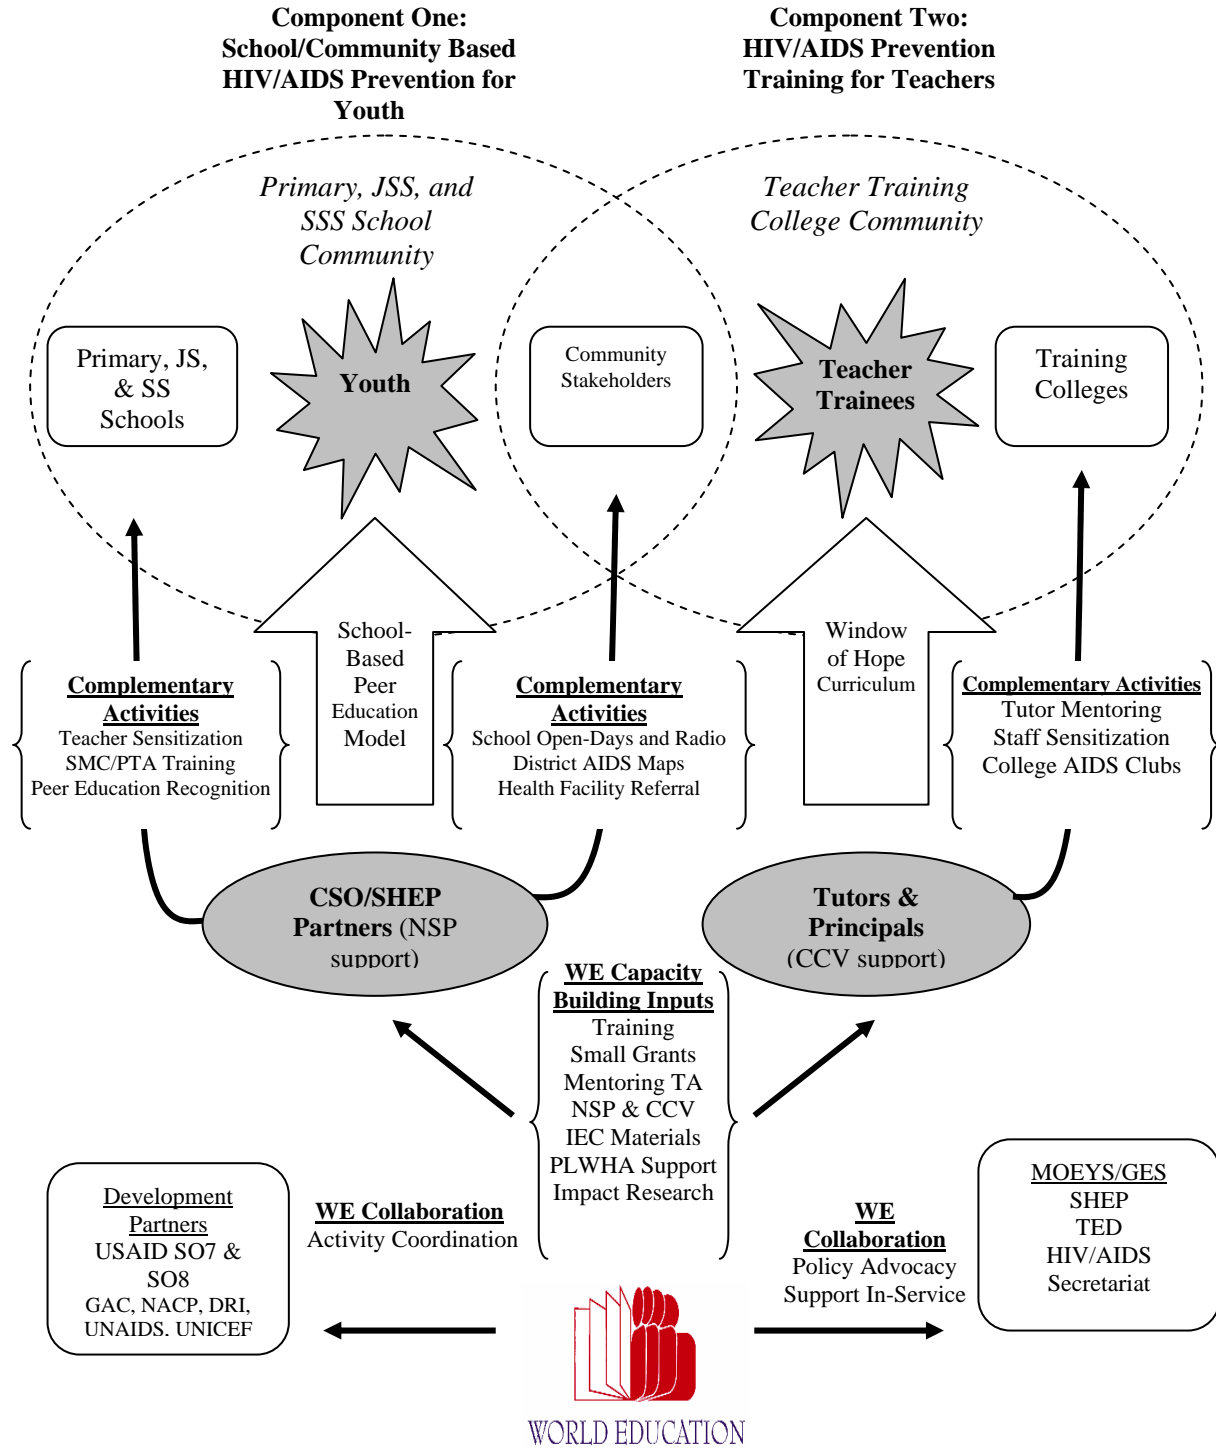 Component One:
School/Community Based
HIV/AIDS Prevention for
Youth
Component Two:
HIV/AIDS Prevention
Training for Teachers
Primary, JSS, and
SSS School
Community
Teacher Training
College Community
Primary, JS,
& SS
Schools
Youth
Community
Stakeholders
Teacher
Trainees
Training
Colleges
School-
Based
Peer
Education
Model
Window
of Hope
Curriculum
Complementary
Activities
Teacher Sensitization
SMC/PTA Training
Peer Education Recognition
Complementary
Activities
School Open-Days and Radio
District AIDS Maps
Health Facility Referral
Complementary Activities
Tutor Mentoring
Staff Sensitization
College AIDS Clubs
CSO/SHEP
Partners (NSP
support)
Tutors &
Principals
(CCV support)
WE Capacity
Building Inputs
Training
Small Grants
Mentoring TA
NSP & CCV
IEC Materials
PLWHA Support
Impact Research
Development
Partners
USAID SO7 &
SO8
GAC, NACP, DRI,
UNAIDS, UNICEF
WE Collaboration
Activity Coordination
WE
Collaboration
Policy Advocacy
Support In-Service
MOEYS/GES
SHEP
TED
HIV/AIDS
Secretariat
WORLD EDUCATION